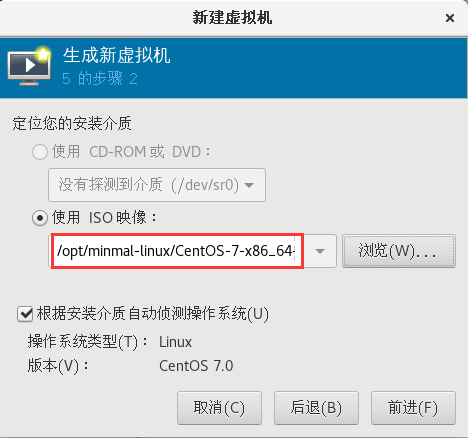 新建虚拟机
生成新虚拟机
5 的步骤 2
定位您的安装介质
使用 CD-ROM 或 DVD：
没有探测到介质 (/dev/sr0)
使用 ISO 映像：
/opt/minmal-linux/CentOS-7-x86_64-
浏览(W)...
根据安装介质自动侦测操作系统(U)
操作系统类型(T)： Linux
版本(V)： CentOS 7.0
取消(C) 后退(B) 前进(F)